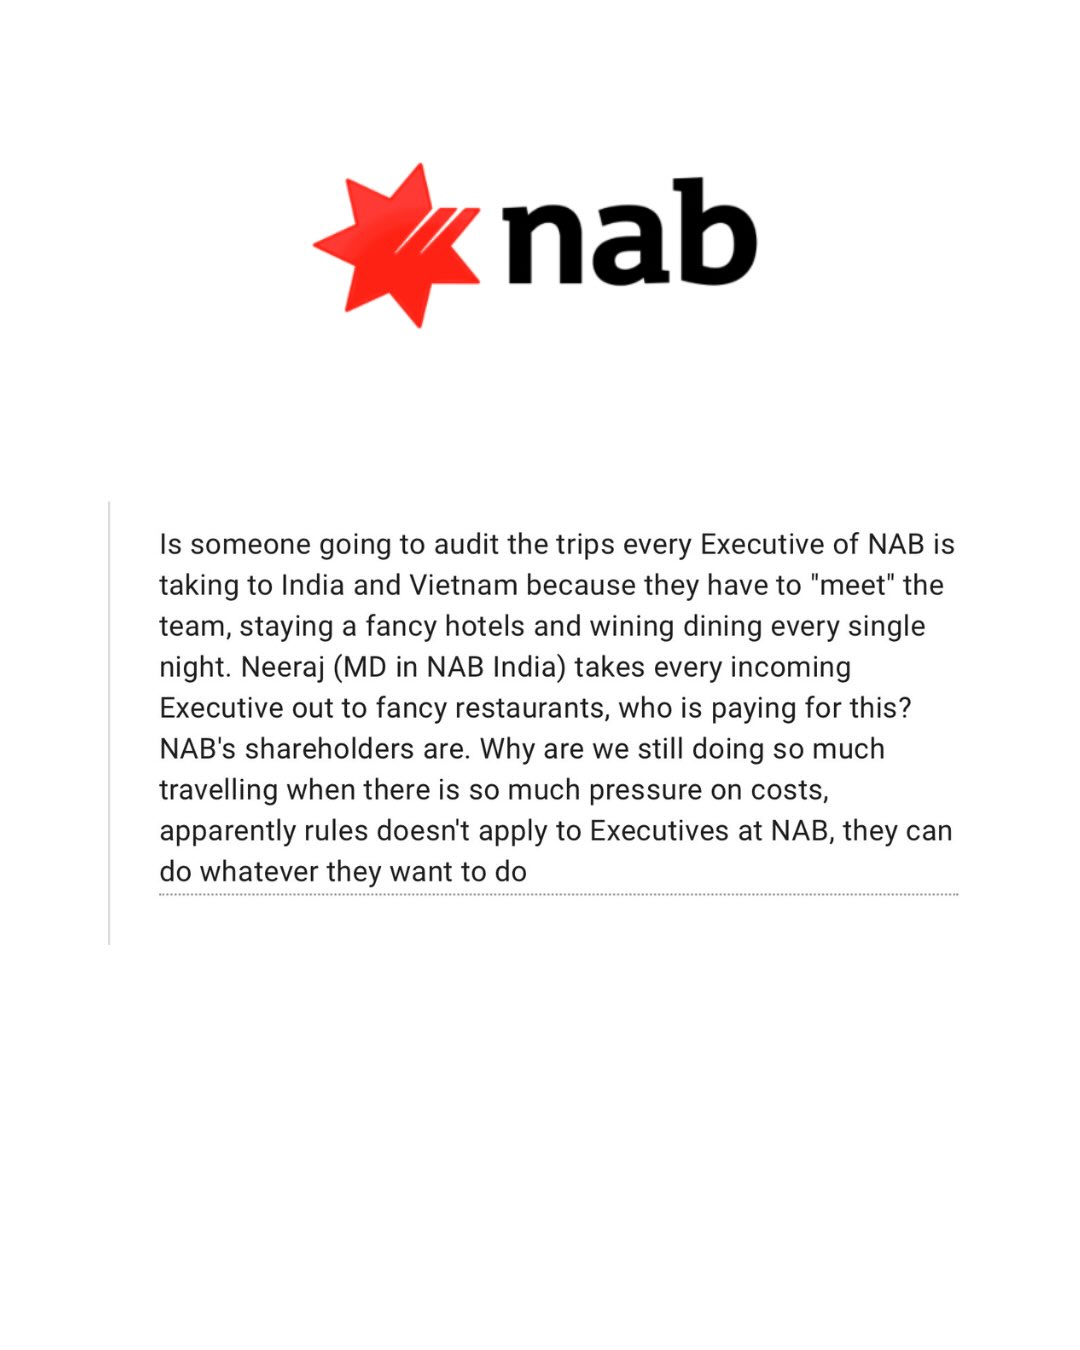 nab
Is someone going to audit the trips every Executive of NAB is
taking to India and Vietnam because they have to "meet" the
team, staying a fancy hotels and wining dining every single
night. Neeraj (MD in NAB India) takes every incoming
Executive out to fancy restaurants, who is paying for this?
NAB's shareholders are. Why are we still doing so much
travelling when there is so much pressure on costs,
apparently rules doesn't apply to Executives at NAB, they can
do whatever they want to do